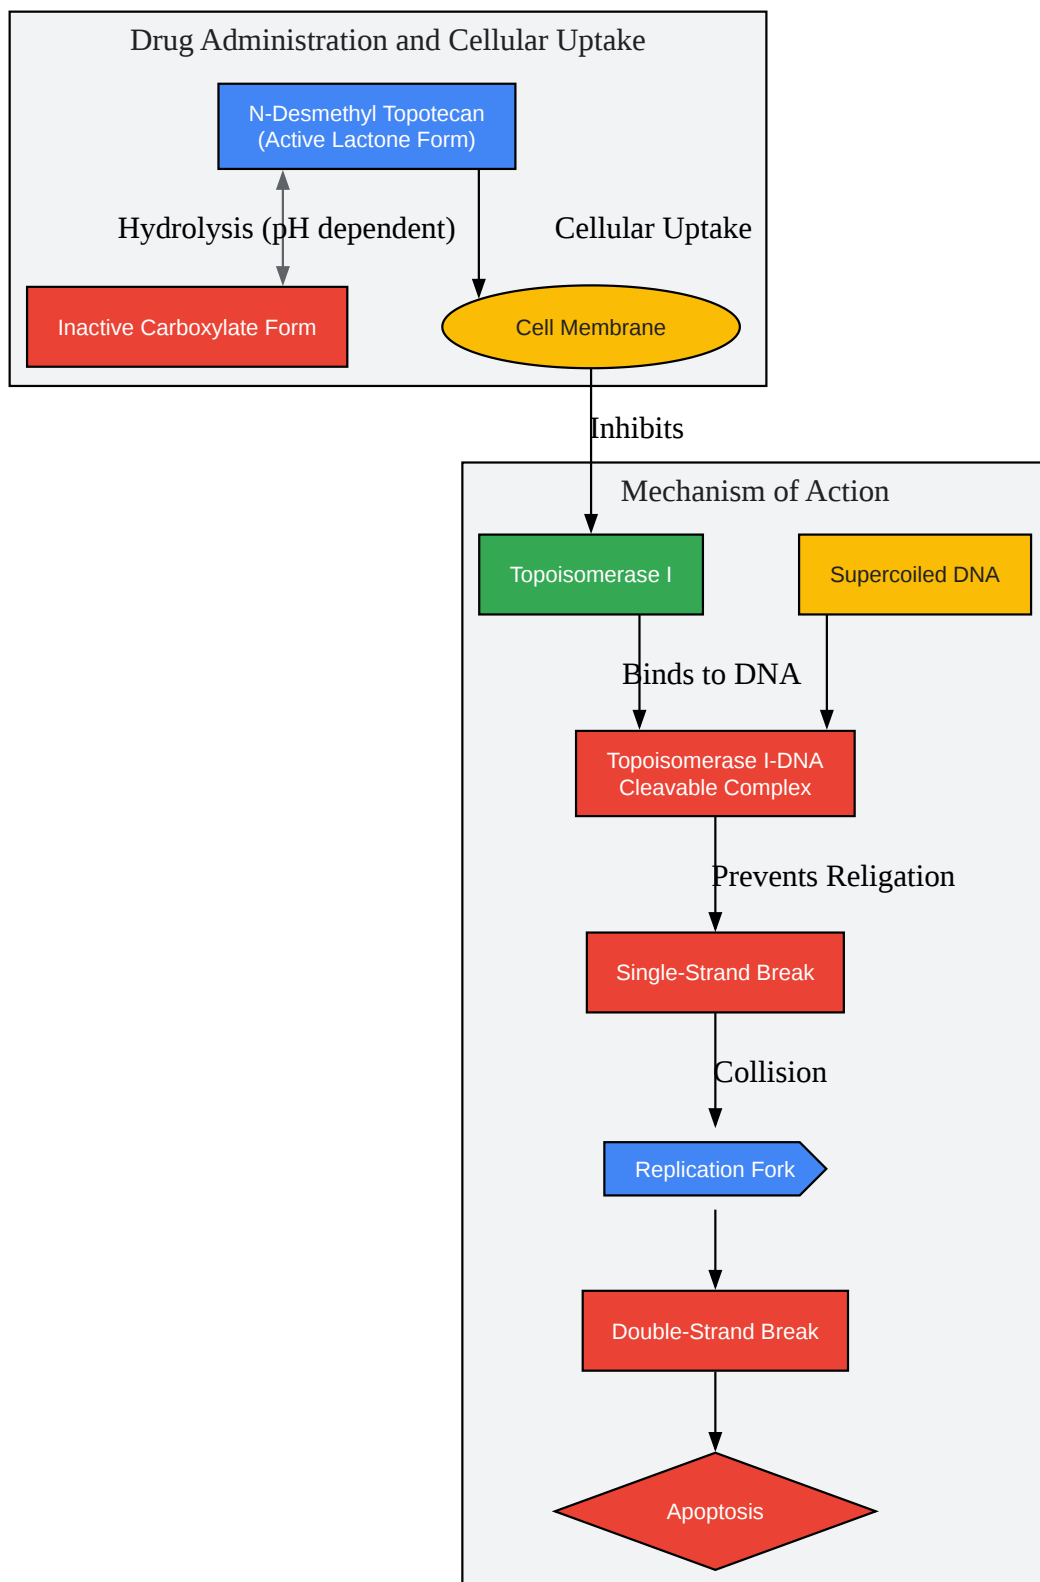 Drug Administration and Cellular Uptake
N-Desmethyl Topotecan
(Active Lactone Form)
Hydrolysis (pH dependent)
Cellular Uptake
Inactive Carboxylate Form
Cell Membrane
Inhibits
Mechanism of Action
Topoisomerase I
Supercoiled DNA
Binds to DNA
Topoisomerase I-DNA
Cleavable Complex
Prevents Religation
Single-Strand Break
Collision
Replication Fork
Double-Strand Break
Apoptosis